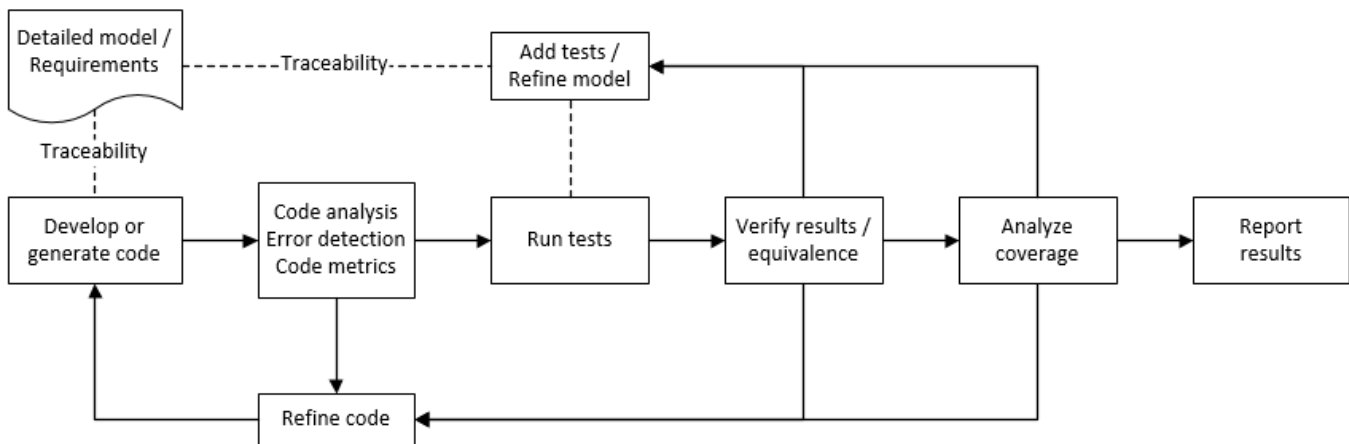 Detailed model /
Requirements
Traceability
Add tests /
Refine model
Traceability
Develop or
generate code
Code analysis
Error detection
Code metrics
Run tests
Verify results /
equivalence
Analyze
coverage
Report
results
Refine code